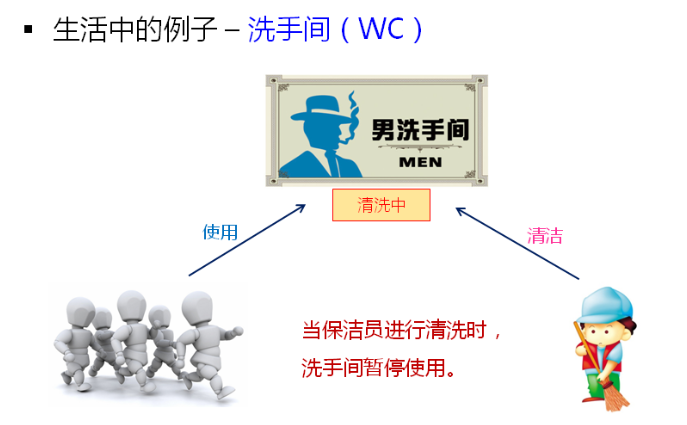 ▪ 生活中的例子 – 洗手间（WC）
男洗手间
MEN
清洗中
使用
清洁
当保洁员进行清洗时，
洗手间暂停使用。